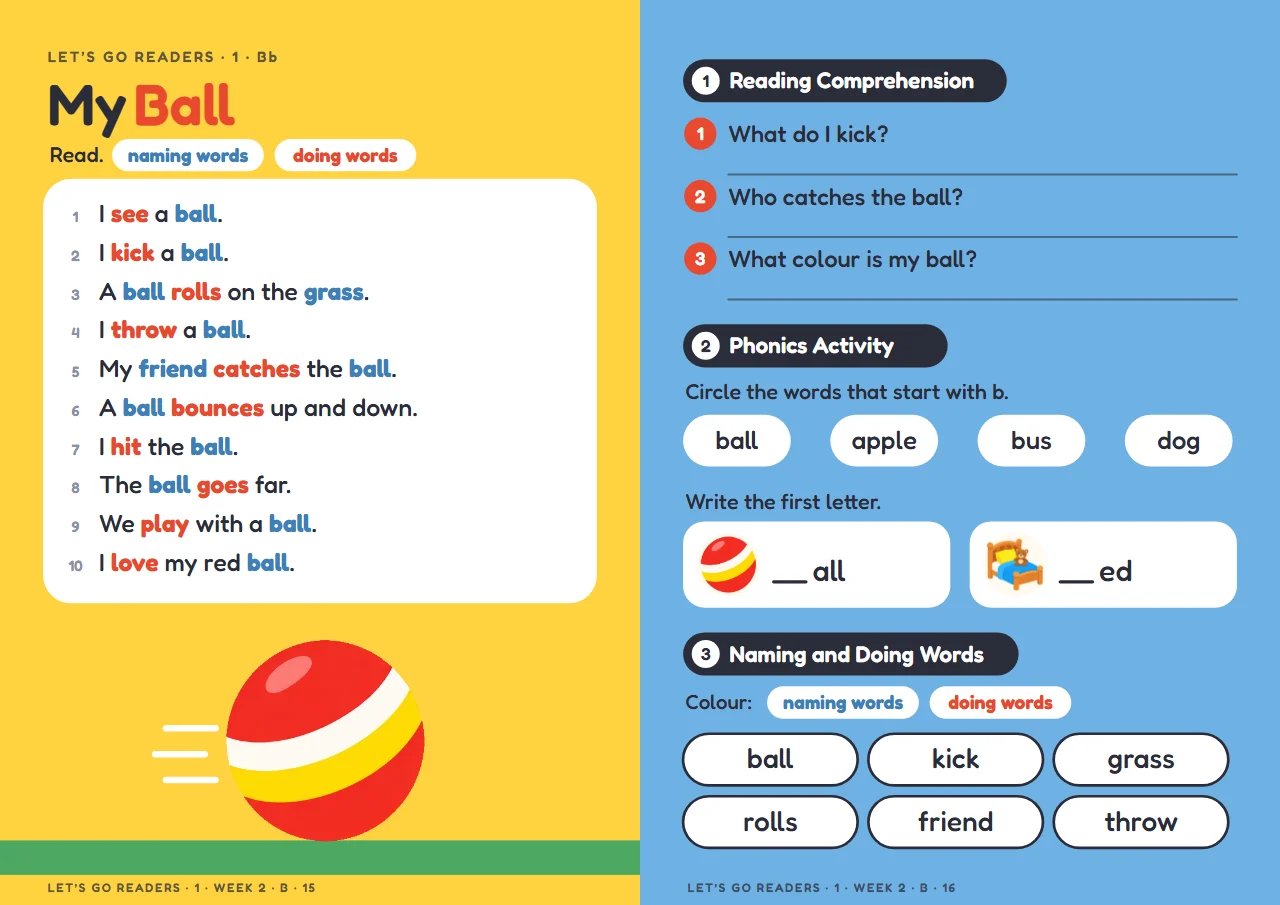 LET'S GO READERS · 1 · Bb
My Ball
Read. naming words doing words
1 I see a ball.
2 I kick a ball.
3 A ball rolls on the grass.
4 I throw a ball.
5 My friend catches the ball.
6 A ball bounces up and down.
7 I hit the ball.
8 The ball goes far.
9 We play with a ball.
10 I love my red ball.
LET'S GO READERS · 1 · WEEK 2 · B · 15
1 Reading Comprehension
1 What do I kick?
2 Who catches the ball?
3 What colour is my ball?
2 Phonics Activity
Circle the words that start with b.
ball apple bus dog
Write the first letter.
__ all __ ed
3 Naming and Doing Words
Colour: naming words doing words
ball kick grass
rolls friend throw
LET'S GO READERS · 1 · WEEK 2 · B · 16